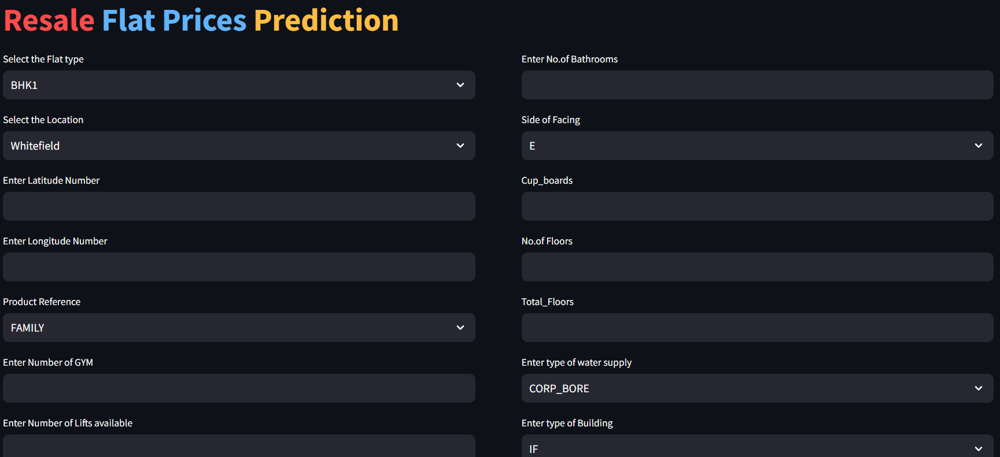 Resale Flat Prices Prediction
Select the Flat type
BHK1
Select the Location
Whitefield
Enter Latitude Number
Enter Longitude Number
Product Reference
FAMILY
Enter Number of GYM
Enter Number of Lifts available
Enter No.of Bathrooms
Side of Facing
E
Cup_boards
No.of Floors
Total_Floors
Enter type of water supply
CORP_BORE
Enter type of Building
IF